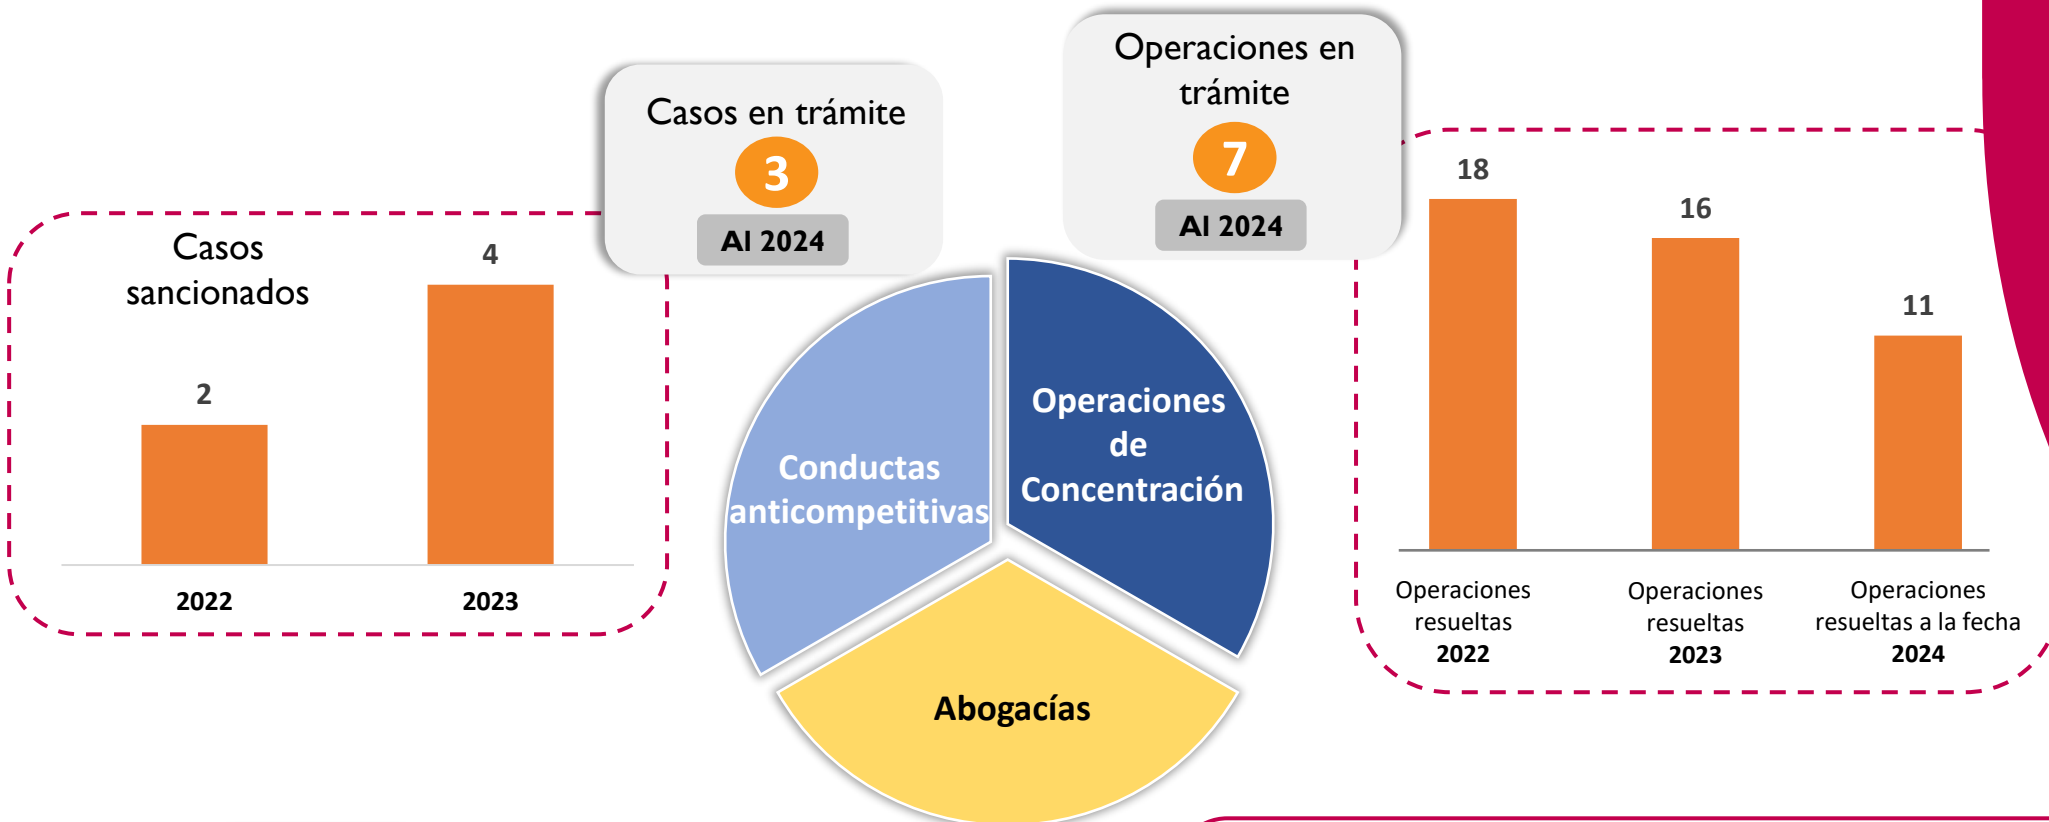 Casos en trámite
3
Al 2024
Operaciones en
trámite
7
Al 2024
Casos
sancionados
2
4
2022
2023
Conductas
anticompetitivas
Operaciones
de
Concentración
Abogacías
18
16
11
Operaciones
resueltas
2022
Operaciones
resueltas
2023
Operaciones
resueltas a la fecha
2024